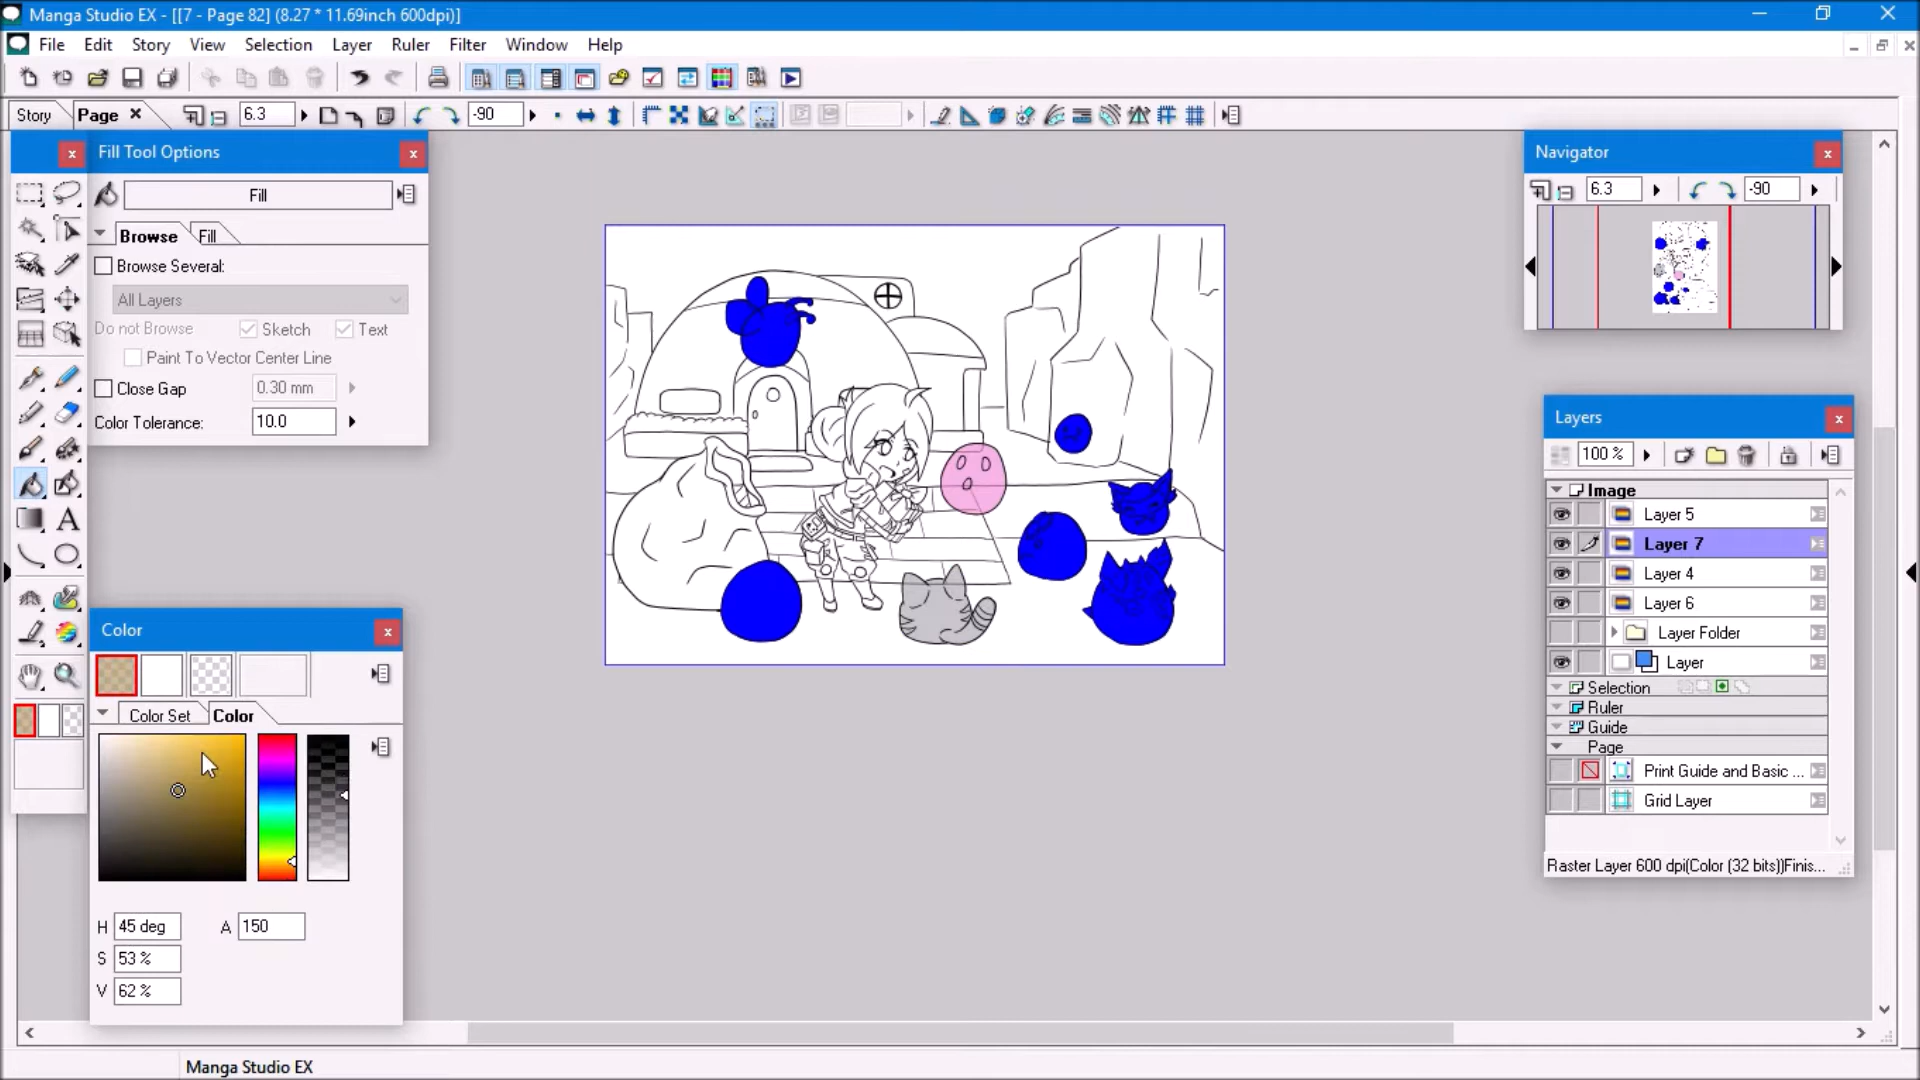 Manga Studio EX - [[7 - Page 82] (8.27 * 11.69inch 600dpi)]
File Edit Story View Selection Layer Ruler Filter Window Help
Story Page 6.3 -90
Fill Tool Options
Fill
Browse Fill
Browse Several:
All Layers
Do not Browse Sketch Text
Paint To Vector Center Line
Close Gap 0.30 mm
Color Tolerance: 10.0
Color
Color Set Color
H 45 deg A 150
S 53 %
V 62 %
Navigator
6.3 -90
Layers
100 %
Image
Layer 5
Layer 7
Layer 4
Layer 6
Layer Folder
Layer
Selection
Ruler
Guide
Page
Print Guide and Basic ...
Grid Layer
Raster Layer 600 dpi(Color (32 bits))Finis...
Manga Studio EX